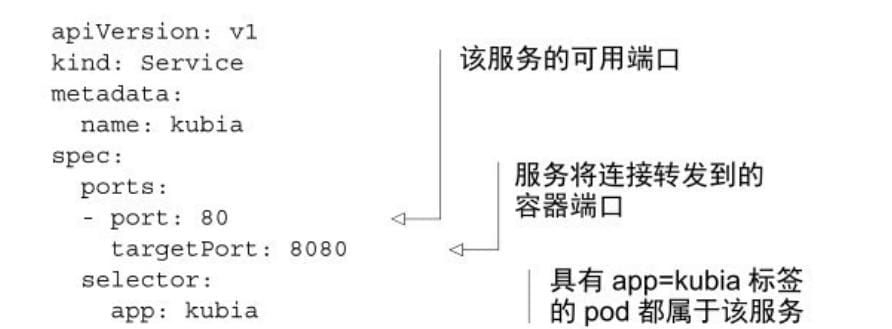 apiVersion: v1
kind: Service
metadata:
  name: kubia
spec:
  ports:
  - port: 80
    targetPort: 8080
  selector:
    app: kubia
该服务的可用端口
服务将连接转发到的
容器端口
具有 app=kubia 标签
的 pod 都属于该服务